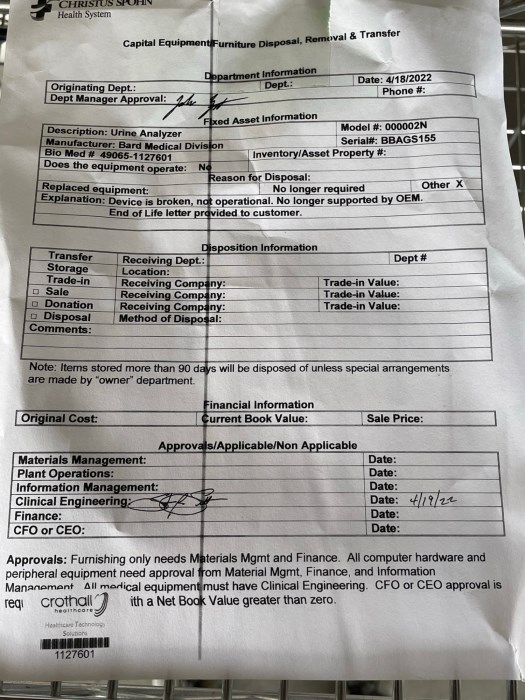 CHRISTUS SPOHN
Health System
Capital Equipment/Furniture Disposal, Removal & Transfer
Department Information
Originating Dept.: Dept.: Date: 4/18/2022
Dept Manager Approval: Phone #:
Fixed Asset Information
Description: Urine Analyzer Model #: 000002N
Manufacturer: Bard Medical Division Serial#: BBAGS155
Bio Med # 49065-1127601 Inventory/Asset Property #:
Does the equipment operate: No
Reason for Disposal:
Replaced equipment: No longer required Other X
Explanation: Device is broken, not operational. No longer supported by OEM.
End of Life letter provided to customer.
Disposition Information
Transfer Receiving Dept.: Dept #
Storage Location:
Trade-in Receiving Company: Trade-in Value:
□ Sale Receiving Company: Trade-in Value:
□ Donation Receiving Company: Trade-in Value:
□ Disposal Method of Disposal:
Comments:
Note: Items stored more than 90 days will be disposed of unless special arrangements
are made by "owner" department.
Financial Information
Original Cost: Current Book Value: Sale Price:
Approvals/Applicable/Non Applicable
Materials Management: Date:
Plant Operations: Date:
Information Management: Date:
Clinical Engineering: Date: 4/19/22
Finance: Date:
CFO or CEO: Date:
Approvals: Furnishing only needs Materials Mgmt and Finance. All computer hardware and
peripheral equipment need approval from Material Mgmt, Finance, and Information
Management. All medical equipment must have Clinical Engineering. CFO or CEO approval is
requ ith a Net Book Value greater than zero.
crothall
healthcare
Healthcare Technology
Solutions
1127601